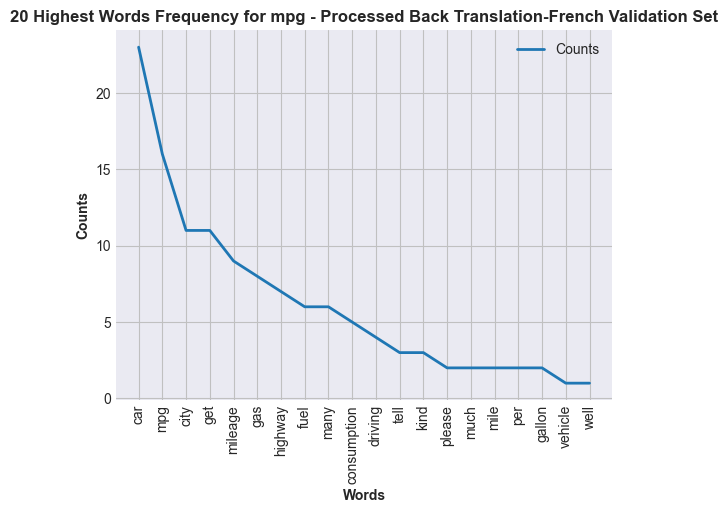 20 Highest Words Frequency for mpg - Processed Back Translation-French Validation Set
Counts
Counts
20
15
10
5
0
car
mpg
city
get
mileage
gas
highway
fuel
many
consumption
driving
tell
kind
please
much
mile
per
gallon
vehicle
well
Words